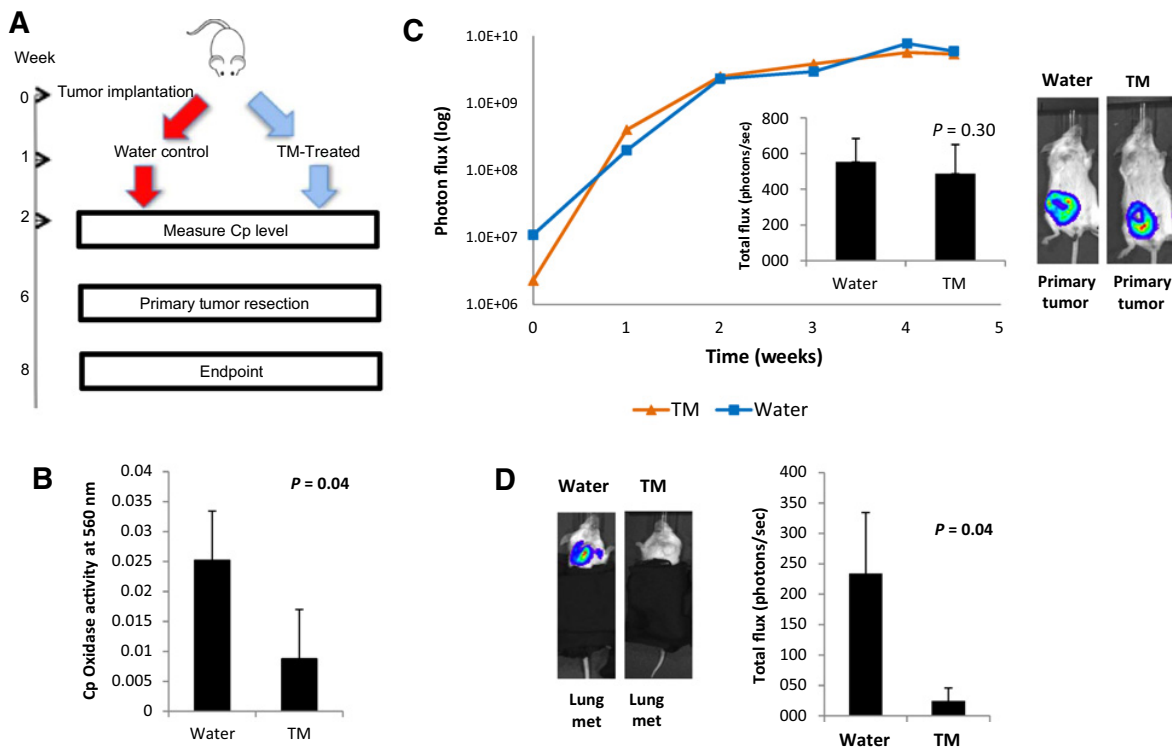 A
Week
0
Tumor implantation
1
Water control
TM-Treated
2
Measure Cp level
6
Primary tumor resection
8
Endpoint
B
Cp Oxidase activity at 560 nm
0.04
0.035
0.03
0.025
0.02
0.015
0.01
0.005
0
P = 0.04
Water
TM
C
Photon flux (log)
1.0E+10
1.0E+09
1.0E+08
1.0E+07
1.0E+06
0
1
2
3
4
5
Time (weeks)
TM
Water
Total flux (photons/sec)
800
600
400
200
000
P = 0.30
Water
TM
Water
TM
Primary
tumor
Primary
tumor
D
Water
TM
Lung
met
Lung
met
Total flux (photons/sec)
400
350
300
250
200
150
100
050
000
P = 0.04
Water
TM